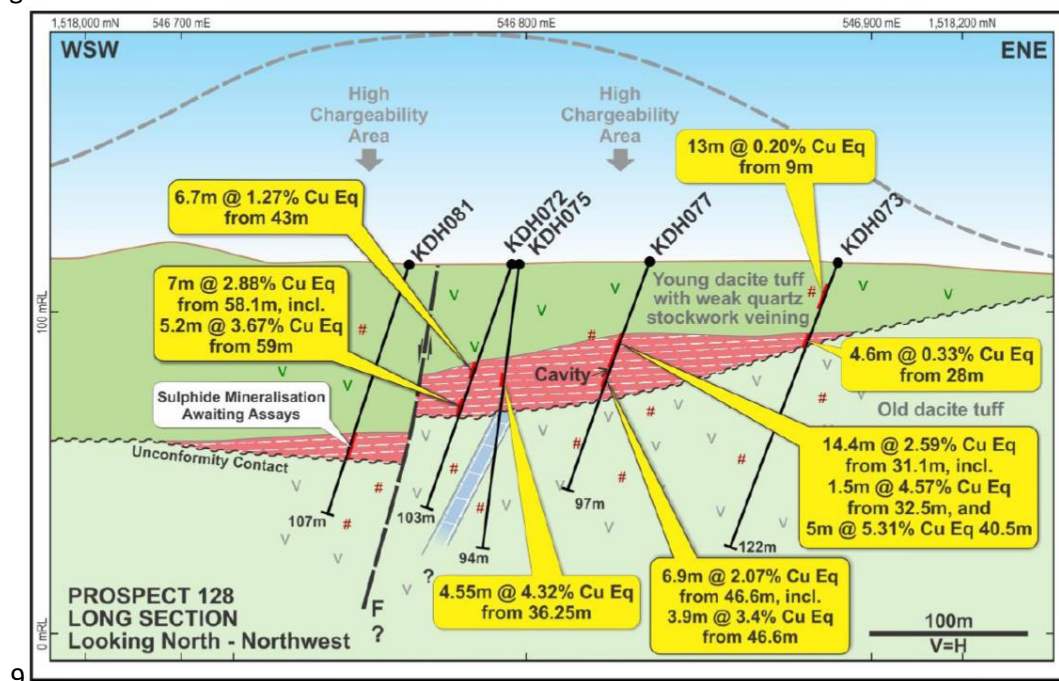 1,518,000 mN
546 700 mE
546 800 mE
546,900 mE
1,518,200 mN
WSW
ENE
High
Chargeability
Area
High
Chargeability
Area
13m @ 0.20% Cu Eq
from 9m
6.7m @ 1.27% Cu Eq
from 43m
KDH081
KDH072
KDH075
KDH077
KDH073
7m @ 2.88% Cu Eq
from 58.1m, incl.
5.2m @ 3.67% Cu Eq
from 59m
Young dacite tuff
with weak quartz
stockwork veining
100 mRL
4.6m @ 0.33% Cu Eq
from 28m
Cavity
Sulphide Mineralisation
Awaiting Assays
Old dacite tuff
Unconformity Contact
14.4m @ 2.59% Cu Eq
from 31.1m, incl.
1.5m @ 4.57% Cu Eq
from 32.5m, and
5m @ 5.31% Cu Eq 40.5m
107m
103m
94m
97m
122m
?
4.55m @ 4.32% Cu Eq
from 36.25m
6.9m @ 2.07% Cu Eq
from 46.6m, incl.
3.9m @ 3.4% Cu Eq
from 46.6m
F
?
PROSPECT 128
LONG SECTION
Looking North - Northwest
0 mRL
100m
V=H
9